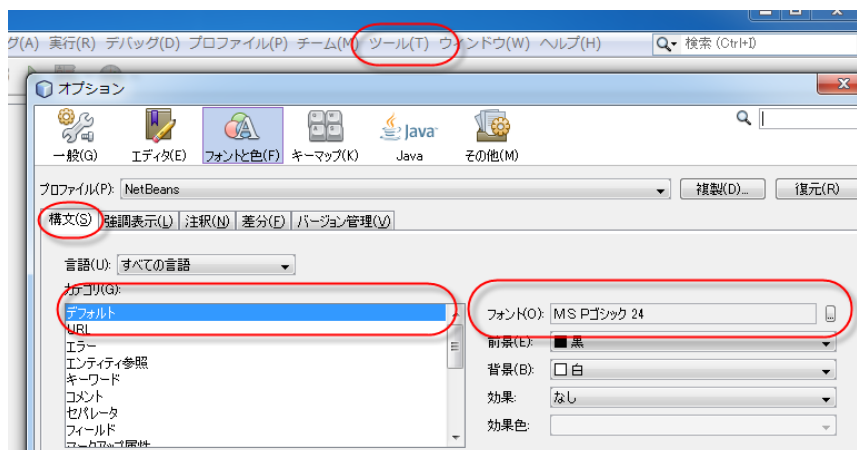 グ(A) 実行(R) デバッグ(D) プロファイル(P) チーム(M) ツール(T) ウィンドウ(W) ヘルプ(H) 検索 (Ctrl+I)
オプション
一般(G) エディタ(E) フォントと色(F) キーマップ(K) Java その他(M)
プロファイル(P): NetBeans 複製(D)... 復元(R)
構文(S) 強調表示(L) 注釈(N) 差分(F) バージョン管理(V)
言語(U): すべての言語
カテゴリ(G):
デフォルト フォント(O): ＭＳ Ｐゴシック 24 ...
URL
エラー 前景(E): 黒
エンティティ参照
キーワード 背景(B): 白
コメント 効果: なし
セパレータ
フィールド 効果色:
マークアップ属性